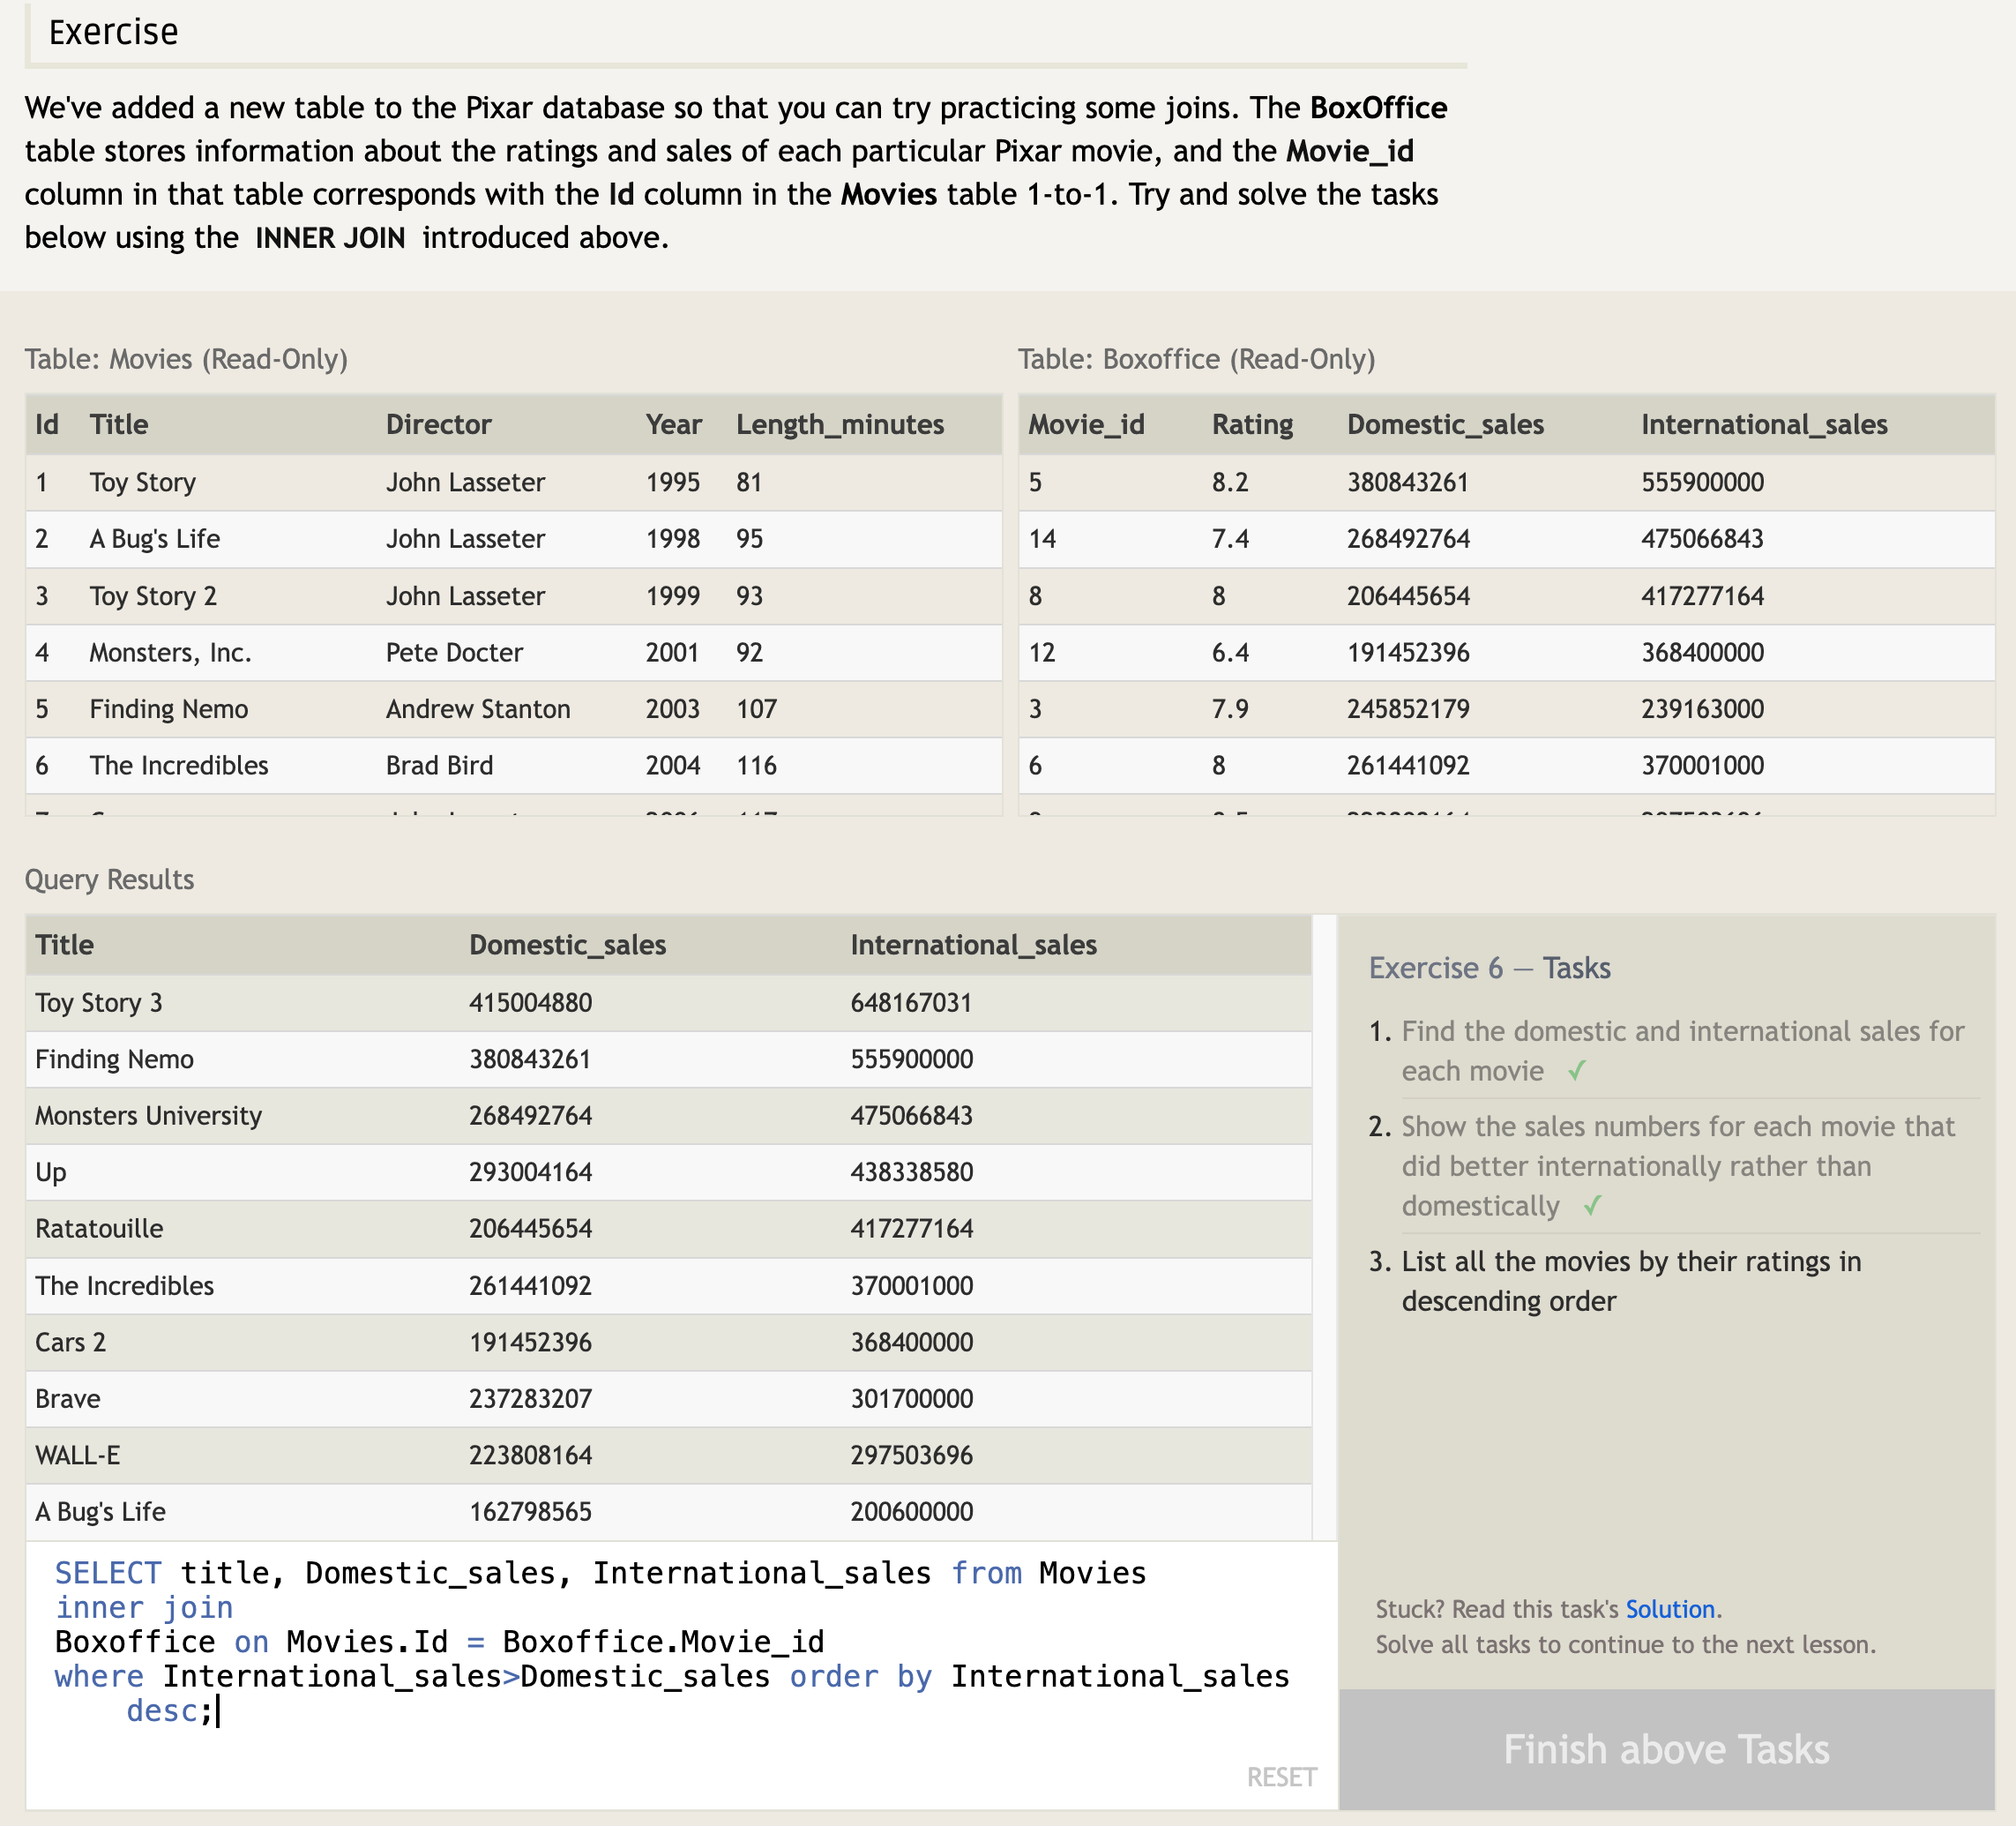 Exercise
We've added a new table to the Pixar database so that you can try practicing some joins. The BoxOffice
table stores information about the ratings and sales of each particular Pixar movie, and the Movie_id
column in that table corresponds with the Id column in the Movies table 1-to-1. Try and solve the tasks
below using the INNER JOIN introduced above.
Table: Movies (Read-Only)
Id Title Director Year Length_minutes
1 Toy Story John Lasseter 1995 81
2 A Bug's Life John Lasseter 1998 95
3 Toy Story 2 John Lasseter 1999 93
4 Monsters, Inc. Pete Docter 2001 92
5 Finding Nemo Andrew Stanton 2003 107
6 The Incredibles Brad Bird 2004 116
Table: Boxoffice (Read-Only)
Movie_id Rating Domestic_sales International_sales
5 8.2 380843261 555900000
14 7.4 268492764 475066843
8 8 206445654 417277164
12 6.4 191452396 368400000
3 7.9 245852179 239163000
6 8 261441092 370001000
Query Results
Title Domestic_sales International_sales
Toy Story 3 415004880 648167031
Finding Nemo 380843261 555900000
Monsters University 268492764 475066843
Up 293004164 438338580
Ratatouille 206445654 417277164
The Incredibles 261441092 370001000
Cars 2 191452396 368400000
Brave 237283207 301700000
WALL-E 223808164 297503696
A Bug's Life 162798565 200600000
SELECT title, Domestic_sales, International_sales from Movies
inner join
Boxoffice on Movies.Id = Boxoffice.Movie_id
where International_sales>Domestic_sales order by International_sales
desc;
RESET
Exercise 6 — Tasks
1. Find the domestic and international sales for
each movie ✓
2. Show the sales numbers for each movie that
did better internationally rather than
domestically ✓
3. List all the movies by their ratings in
descending order
Stuck? Read this task's Solution.
Solve all tasks to continue to the next lesson.
Finish above Tasks